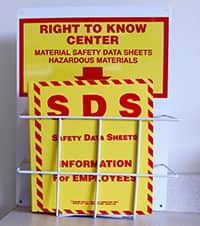 RIGHT TO KNOW
CENTER
MATERIAL SAFETY DATA SHEETS
HAZARDOUS MATERIALS
SDS
SAFETY DATA SHEETS
INFORMATION
for EMPLOYEES